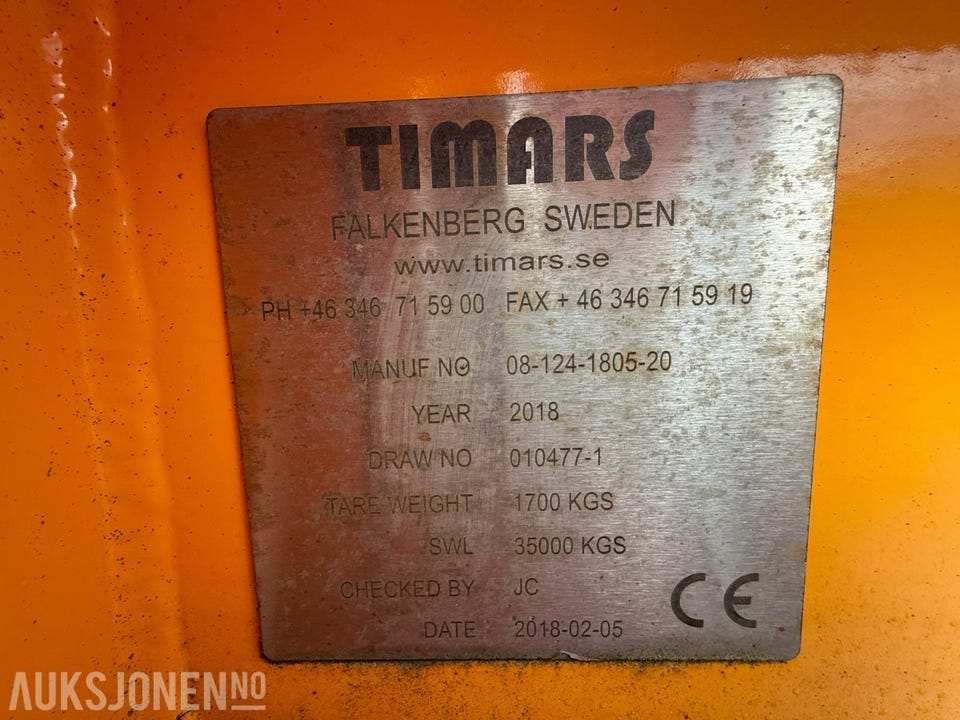 TIMARS
FALKENBERG SWEDEN
www.timars.se
PH +46 346 71 59 00 FAX + 46 346 71 59 19
MANUF NO 08-124-1805-20
YEAR 2018
DRAW NO 010477-1
TARE WEIGHT 1700 KGS
SWL 35000 KGS
CHECKED BY JC
CE
DATE 2018-02-05
AUKSJONEN NO